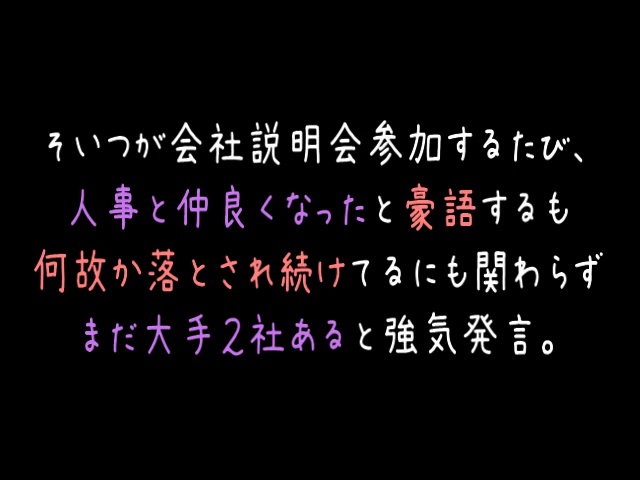 そいつが会社説明会参加するたび、
人事と仲良くなったと豪語するも
何故か落とされ続けてるにも関わらず
まだ大手2社あると強気発言。